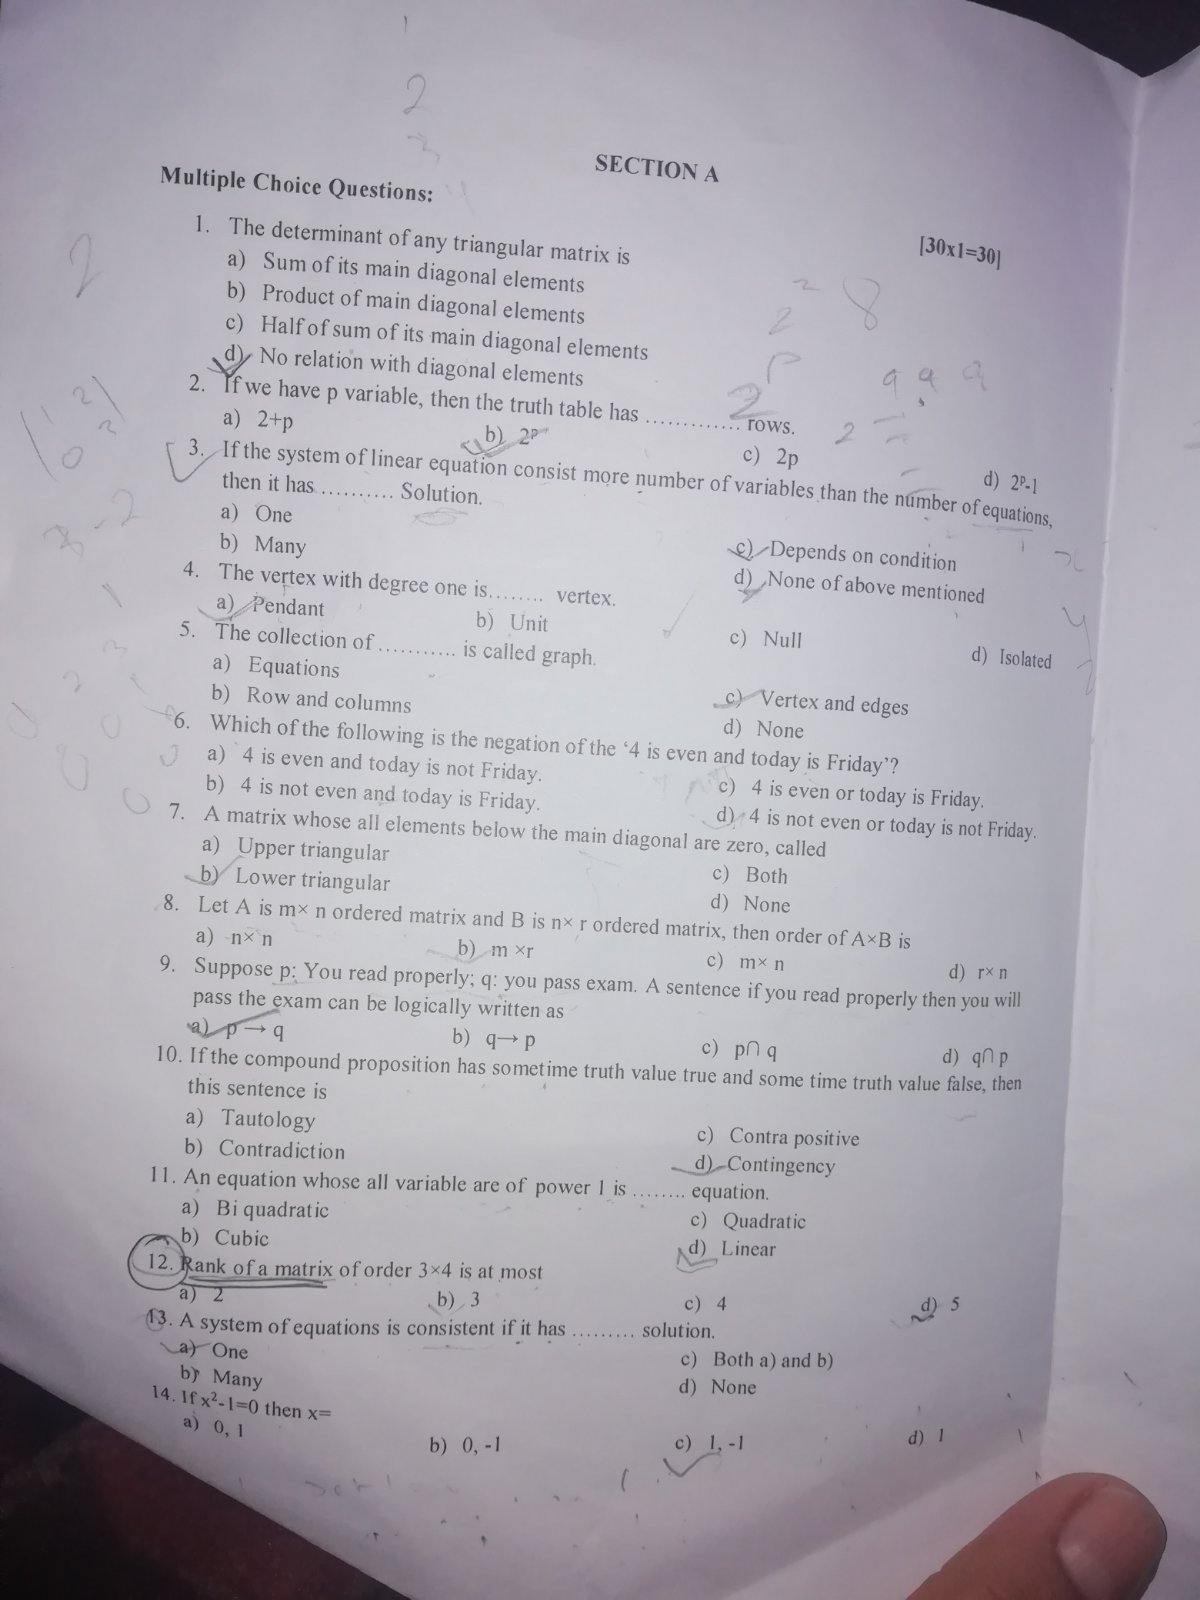 SECTION A
Multiple Choice Questions:
[30x1=30]
1. The determinant of any triangular matrix is
a) Sum of its main diagonal elements
b) Product of main diagonal elements
c) Half of sum of its main diagonal elements
d) No relation with diagonal elements
2. If we have p variable, then the truth table has ............. rows.
a) 2+p b) 2ᵖ c) 2p d) 2ᵖ-1
3. If the system of linear equation consist more number of variables than the number of equations,
then it has .......... Solution.
a) One c) Depends on condition
b) Many d) None of above mentioned
4. The vertex with degree one is........ vertex.
a) Pendant b) Unit c) Null d) Isolated
5. The collection of ........... is called graph.
a) Equations c) Vertex and edges
b) Row and columns d) None
6. Which of the following is the negation of the ‘4 is even and today is Friday’?
a) 4 is even and today is not Friday. c) 4 is even or today is Friday.
b) 4 is not even and today is Friday. d) 4 is not even or today is not Friday.
7. A matrix whose all elements below the main diagonal are zero, called
a) Upper triangular c) Both
b) Lower triangular d) None
8. Let A is m× n ordered matrix and B is n× r ordered matrix, then order of A×B is
a) n× n b) m ×r c) m× n d) r× n
9. Suppose p: You read properly; q: you pass exam. A sentence if you read properly then you will
pass the exam can be logically written as
a) p → q b) q→ p c) p∩ q d) q∩ p
10. If the compound proposition has sometime truth value true and some time truth value false, then
this sentence is
a) Tautology c) Contra positive
b) Contradiction d) Contingency
11. An equation whose all variable are of power 1 is ........ equation.
a) Bi quadratic c) Quadratic
b) Cubic d) Linear
12. Rank of a matrix of order 3×4 is at most
a) 2 b) 3 c) 4 d) 5
13. A system of equations is consistent if it has ......... solution.
a) One c) Both a) and b)
b) Many d) None
14. If x²-1=0 then x=
a) 0, 1 b) 0, -1 c) 1, -1 d) 1